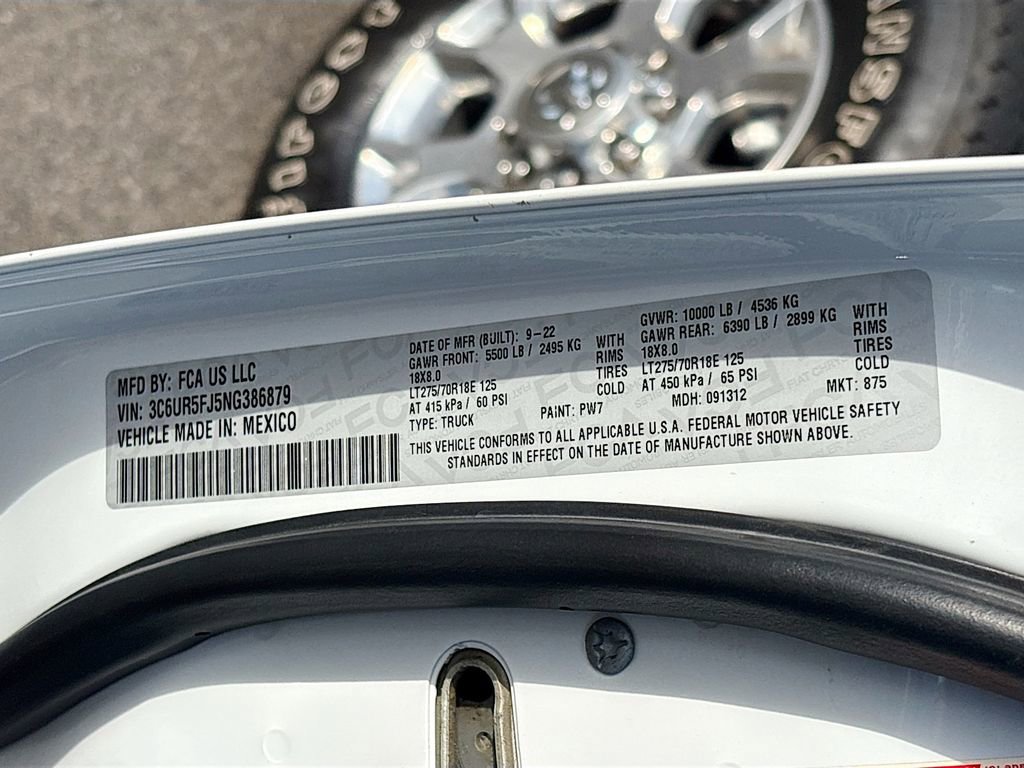 MFD BY: FCA US LLC
VIN: 3C6UR5FJ5NG386879
VEHICLE MADE IN: MEXICO
DATE OF MFR (BUILT): 9-22
GAWR FRONT: 5500 LB / 2495 KG WITH
18X8.0 RIMS
LT275/70R18E 125 TIRES
AT 415 kPa / 60 PSI COLD
TYPE: TRUCK
PAINT: PW7
GVWR: 10000 LB / 4536 KG
GAWR REAR: 6390 LB / 2899 KG WITH
18X8.0 RIMS
LT275/70R18E 125 TIRES
AT 450 kPa / 65 PSI COLD
MDH: 091312 MKT: 875
THIS VEHICLE CONFORMS TO ALL APPLICABLE U.S.A. FEDERAL MOTOR VEHICLE SAFETY
STANDARDS IN EFFECT ON THE DATE OF MANUFACTURE SHOWN ABOVE.